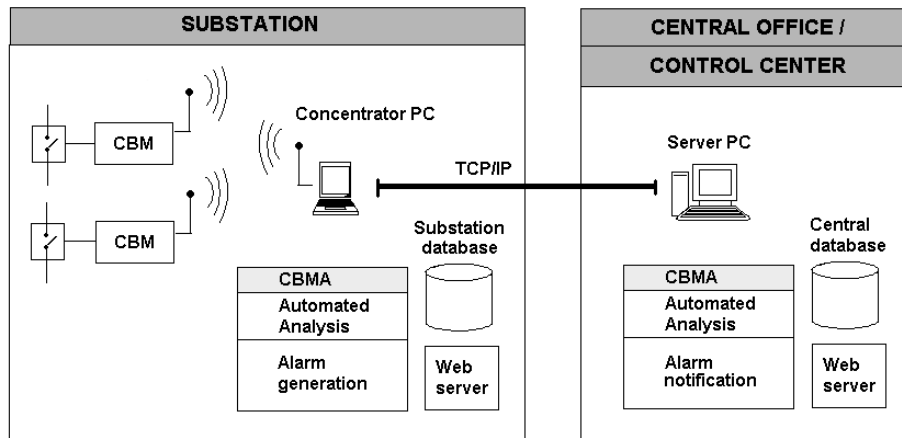 SUBSTATION
CBM
CBM
Concentrator PC
TCP/IP
Substation
database
CBMA
Automated
Analysis
Alarm
generation
Web
server
CENTRAL OFFICE /
CONTROL CENTER
Server PC
Central
database
CBMA
Automated
Analysis
Alarm
notification
Web
server